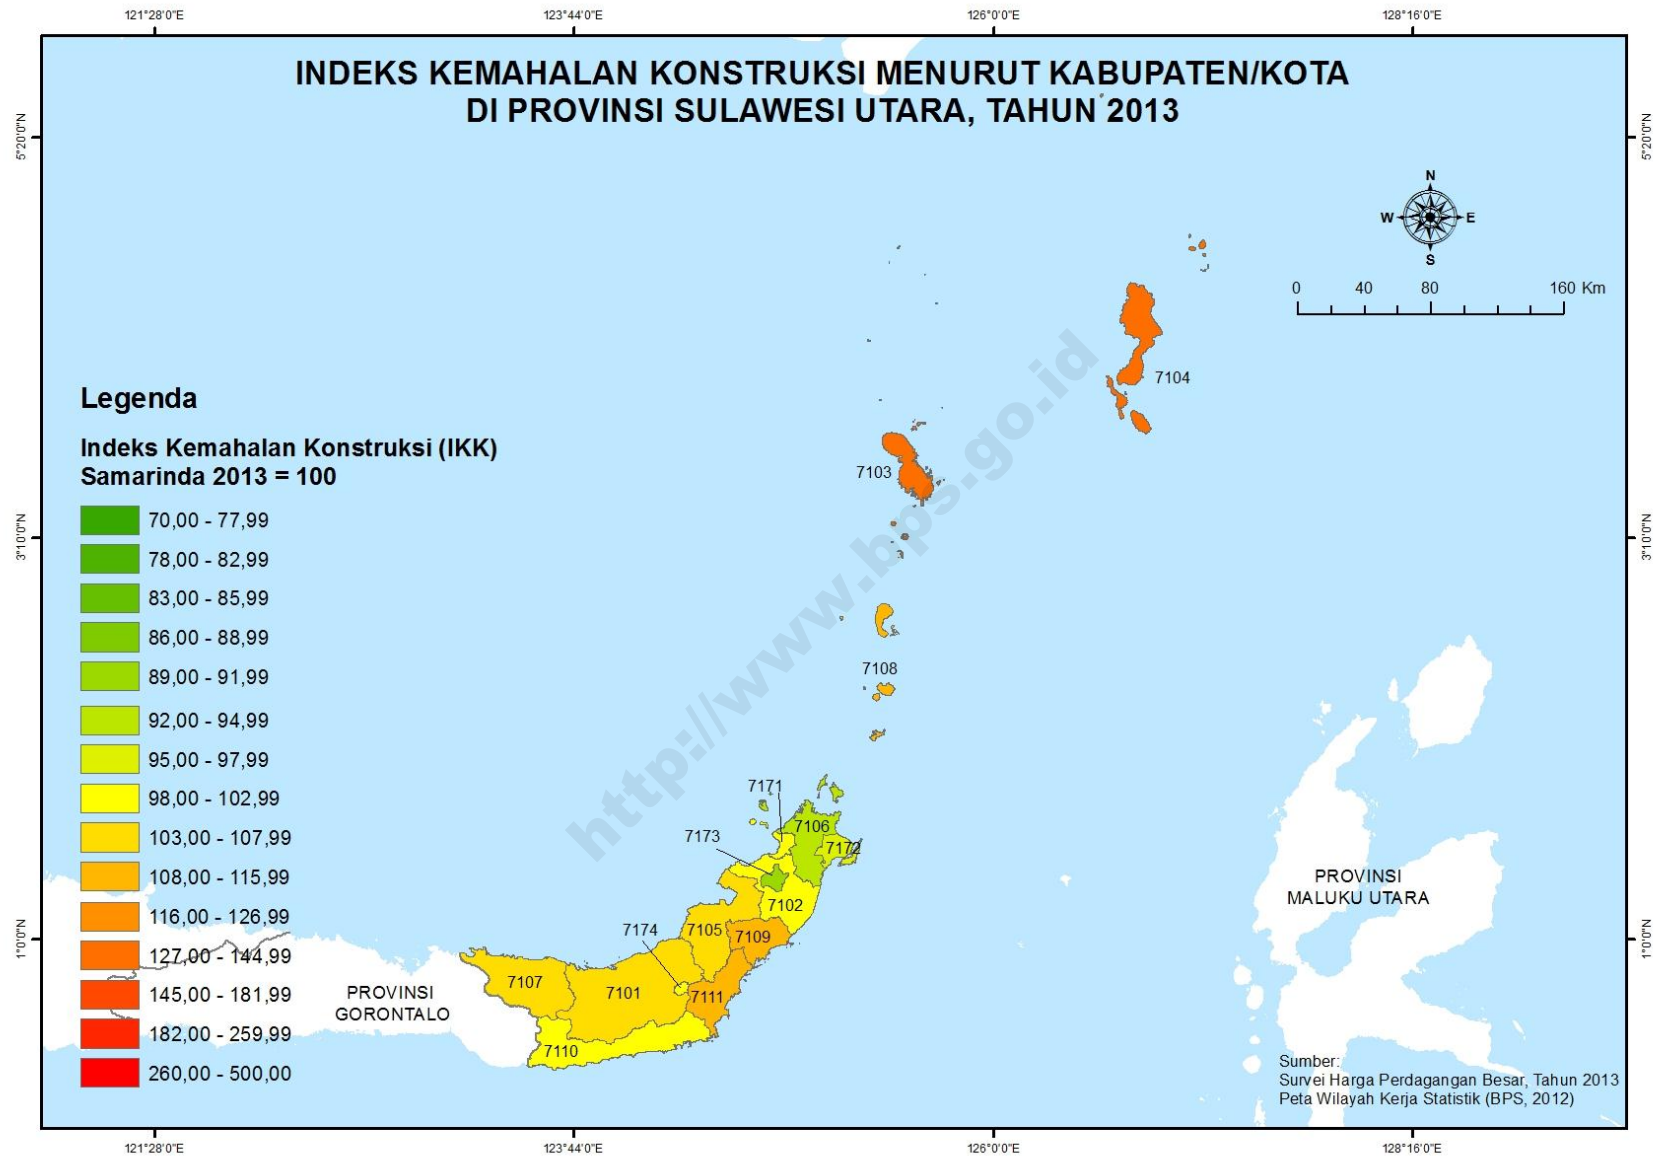 121°28'0"E
123°44'0"E
126°0'0"E
128°16'0"E
INDEKS KEMAHALAN KONSTRUKSI MENURUT KABUPATEN/KOTA
DI PROVINSI SULAWESI UTARA, TAHUN 2013
5°20'0"N
5°20'0"N
N
W
E
S
0
40
80
160 Km
7104
Legenda
Indeks Kemahalan Konstruksi (IKK)
Samarinda 2013 = 100
7103
3°10'0"N
3°10'0"N
70,00 - 77,99
78,00 - 82,99
83,00 - 85,99
86,00 - 88,99
89,00 - 91,99
92,00 - 94,99
95,00 - 97,99
98,00 - 102,99
103,00 - 107,99
108,00 - 115,99
116,00 - 126,99
127,00 - 144,99
145,00 - 181,99
182,00 - 259,99
260,00 - 500,00
http://www.bps.go.id
7108
7171
7106
7173
7172
7102
7174
7105
7109
7107
7101
7111
7110
PROVINSI
GORONTALO
PROVINSI
MALUKU UTARA
1°0'0"N
1°0'0"N
Sumber:
Survei Harga Perdagangan Besar, Tahun 2013
Peta Wilayah Kerja Statistik (BPS, 2012)
121°28'0"E
123°44'0"E
126°0'0"E
128°16'0"E